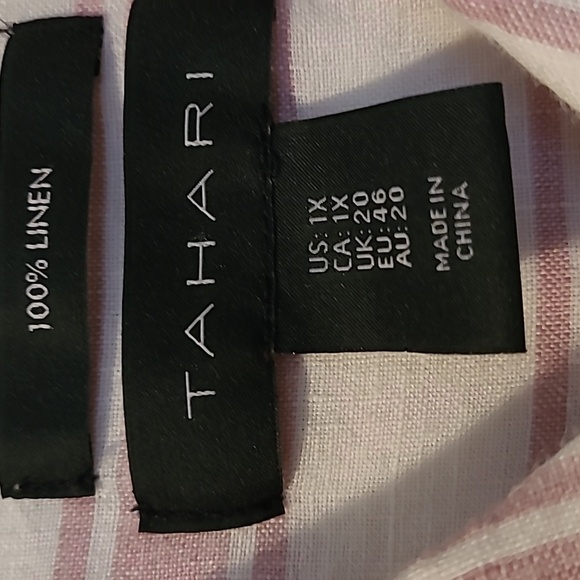 100% LINEN
TAHARI
US: 1X
CA: 1X
UK: 20
EU: 46
AU: 20
MADE IN
CHINA